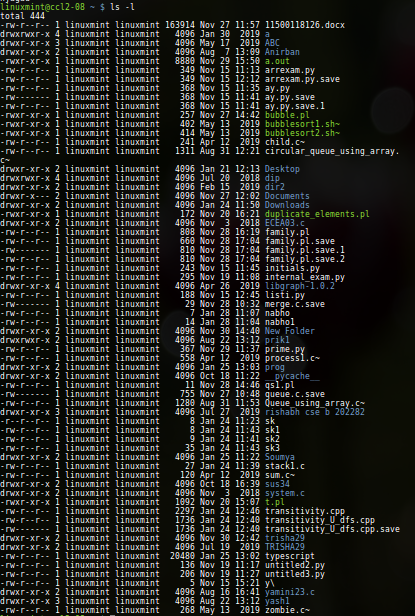 linuxmint@ccl2-08 ~ $ ls -l
total 444
-rw-r--r-- 1 linuxmint linuxmint 163914 Nov 27 11:57 11500118126.docx
drwxrwxr-x 4 linuxmint linuxmint 4096 Jan 30 2019 a
drwxr-xr-x 3 linuxmint linuxmint 4096 May 17 2019 ABC
drwxr-xr-x 2 linuxmint linuxmint 4096 Aug 7 13:09 Anirban
-rwxr-xr-x 1 linuxmint linuxmint 8880 Nov 29 15:50 a.out
-rw-r--r-- 1 linuxmint linuxmint 349 Nov 15 11:13 arrexam.py
-rw-r--r-- 1 linuxmint linuxmint 349 Nov 15 12:12 arrexam.py.save
-rw-r--r-- 1 linuxmint linuxmint 368 Nov 15 11:35 ay.py
-rw------- 1 linuxmint linuxmint 368 Nov 15 11:41 ay.py.save
-rw------- 1 linuxmint linuxmint 368 Nov 15 11:41 ay.py.save.1
-rwxr-xr-x 1 linuxmint linuxmint 257 Nov 27 14:42 bubble.pl
-rwxr-xr-x 1 linuxmint linuxmint 402 May 13 2019 bubblesort1.sh~
-rwxr-xr-x 1 linuxmint linuxmint 414 May 13 2019 bubblesort2.sh~
-rw-r--r-- 1 linuxmint linuxmint 241 Apr 12 2019 child.c~
-rw-r--r-- 1 linuxmint linuxmint 1311 Aug 31 12:21 circular_queue_using_array.
c~
drwxr-xr-x 2 linuxmint linuxmint 4096 Jan 21 12:13 Desktop
drwxrwxr-x 4 linuxmint linuxmint 4096 Jul 20 2018 dip
drwxr-xr-x 2 linuxmint linuxmint 4096 Feb 15 2019 dir2
drwxr-xr-x 2 linuxmint linuxmint 4096 Nov 27 12:02 Documents
drwxr-xr-x 2 linuxmint linuxmint 4096 Jan 24 11:50 Downloads
-rwxr-xr-x 1 linuxmint linuxmint 172 Nov 20 16:21 duplicate_elements.pl
drwxr-xr-x 2 linuxmint linuxmint 4096 Nov 3 2018 ECEA03.c
-rw-r--r-- 1 linuxmint linuxmint 808 Nov 28 16:19 family.pl
-rw-r--r-- 1 linuxmint linuxmint 660 Nov 28 17:04 family.pl.save
-rw------- 1 linuxmint linuxmint 810 Nov 28 17:04 family.pl.save.1
-rw------- 1 linuxmint linuxmint 810 Nov 28 17:04 family.pl.save.2
-rw-r--r-- 1 linuxmint linuxmint 243 Nov 15 11:45 initials.py
-rw-r--r-- 1 linuxmint linuxmint 295 Nov 19 11:08 internal_exam.py
drwxr-xr-x 4 linuxmint linuxmint 4096 Apr 26 2019 libgraph-1.0.2
-rw-r--r-- 1 linuxmint linuxmint 188 Nov 15 12:45 listi.py
-rw------- 1 linuxmint linuxmint 29 Nov 28 10:32 merge.c.save
-rw-r--r-- 1 linuxmint linuxmint 7 Jan 28 11:07 nabho
-rw-r--r-- 1 linuxmint linuxmint 14 Jan 28 11:04 nabho1
drwxr-xr-x 2 linuxmint linuxmint 4096 Nov 30 14:40 New Folder
drwxrwxr-x 2 linuxmint linuxmint 4096 Aug 22 13:12 prik1
-rw-r--r-- 1 linuxmint linuxmint 367 Nov 29 11:37 prime.py
-rw-r--r-- 1 linuxmint linuxmint 558 Apr 12 2019 process1.c~
drwxr-xr-x 2 linuxmint linuxmint 4096 Jan 25 13:03 prog
drwxr-xr-x 2 linuxmint linuxmint 4096 Oct 18 11:22 __pycache__
-rw-r--r-- 1 linuxmint linuxmint 11 Nov 28 14:46 qs1.pl
-rw------- 1 linuxmint linuxmint 755 Nov 27 10:48 queue.c.save
-rw-r--r-- 1 linuxmint linuxmint 1280 Aug 31 11:53 Queue_using_array.c~
drwxr-xr-x 3 linuxmint linuxmint 4096 Jul 27 2019 rishabh cse b 202282
-rw-r--r-- 1 linuxmint linuxmint 8 Jan 24 11:23 sk
-rw-r--r-- 1 linuxmint linuxmint 8 Jan 24 11:43 sk1
-rw-r--r-- 1 linuxmint linuxmint 9 Jan 24 11:41 sk2
-rw-r--r-- 1 linuxmint linuxmint 35 Jan 24 11:43 sk3
drwxr-xr-x 2 linuxmint linuxmint 4096 Jan 25 11:22 Soumya
-rw-r--r-- 1 linuxmint linuxmint 27 Jan 24 11:39 stack1.c
-rw-r--r-- 1 linuxmint linuxmint 120 Apr 12 2019 sum.c~
drwxr-xr-x 2 linuxmint linuxmint 4096 Oct 18 16:39 sus34
drwxr-xr-x 2 linuxmint linuxmint 4096 Nov 3 2018 system.c
-rwxr-xr-x 1 linuxmint linuxmint 1092 Nov 20 15:07 t.pl
-rw-r--r-- 1 linuxmint linuxmint 2297 Jan 24 12:46 transitivity.cpp
-rw-r--r-- 1 linuxmint linuxmint 1736 Jan 24 12:40 transitivity_U_dfs.cpp
-rw------- 1 linuxmint linuxmint 1736 Jan 24 12:40 transitivity_U_dfs.cpp.save
drwxr-xr-x 2 linuxmint linuxmint 4096 Nov 30 12:42 trisha29
drwxr-xr-x 2 linuxmint linuxmint 4096 Jul 19 2019 TRISHA29
-rw-r--r-- 1 linuxmint linuxmint 20480 Jan 25 13:02 typescript
-rw-r--r-- 1 linuxmint linuxmint 136 Nov 19 11:17 untitled2.py
-rw-r--r-- 1 linuxmint linuxmint 206 Nov 19 11:27 untitled3.py
-rw-r--r-- 1 linuxmint linuxmint 5 Nov 15 15:21 y\
drwxr-xr-x 2 linuxmint linuxmint 4096 Aug 16 16:41 yamini23.c
drwxr-xr-x 3 linuxmint linuxmint 4096 Aug 22 13:12 yash1
-rw-r--r-- 1 linuxmint linuxmint 268 May 13 2019 zombie.c~